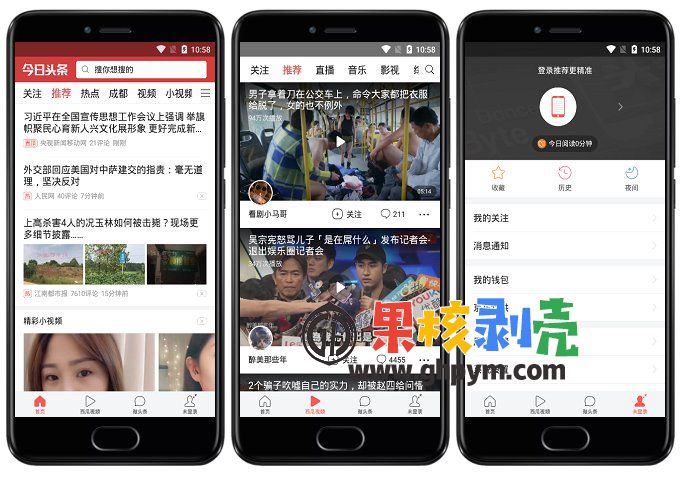 10:58
今日头条
搜你想搜的
关注 推荐 热点 成都 视频 小视频
习近平在全国宣传思想工作会议上强调 举旗
帜聚民心育新人兴文化展形象 更好完成新...
置顶 央视新闻移动网 21评论 刚刚
外交部回应美国对中萨建交的指责：毫无道
理，坚决反对
热 人民网 40评论 7分钟前
上高杀害4人的况玉林如何被击毙？现场更
多细节披露……
热 江南都市报 7610评论 15分钟前
精彩小视频
首页 西瓜视频 微头条 未登录
10:58
关注 推荐 直播 音乐 影视
男子拿着刀在公交车上，命令大家都把衣服
给脱了，女的也不例外
94万次播放
05:14
看剧小马哥 关注 211
吴宗宪怒骂儿子「是在屌什么」发布记者会-
退出娱乐圈记者会
34万次播放
醉美那些年 关注 4455
2个骗子吹嘘自己的实力，却被赵四给问懵
首页 西瓜视频 微头条 未登录
10:58
登录推荐更精准
今日阅读0分钟
收藏 历史 夜间
我的关注
消息通知
我的钱包
未登录
果核剥壳
www.ghpym.com